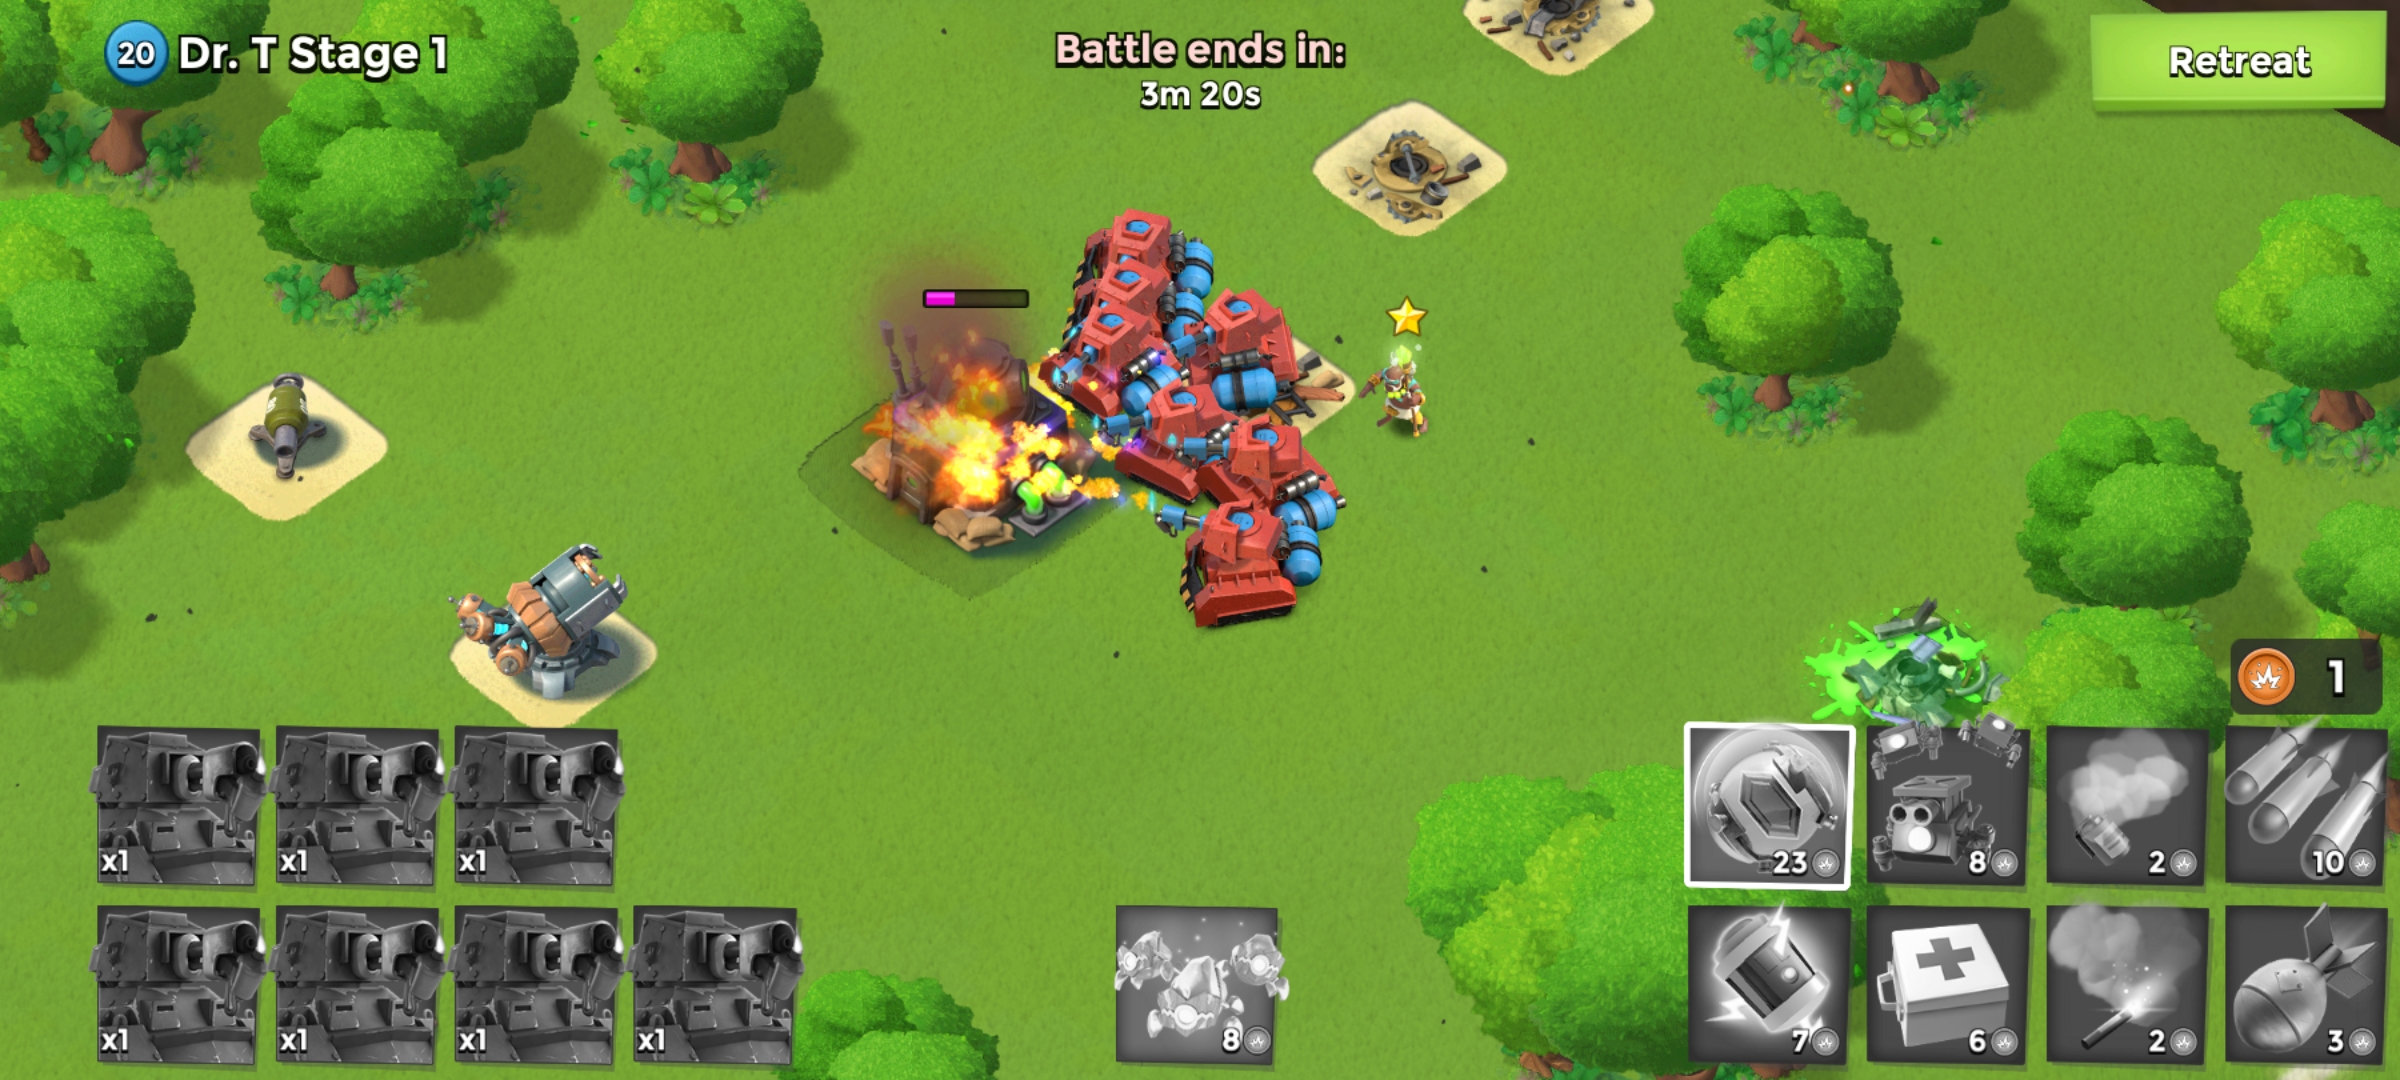 20 Dr. T Stage 1
Battle ends in:
3m 20s
Retreat
1
x1 x1 x1
23 8 2 10
x1 x1 x1 x1
8
7 6 2 3